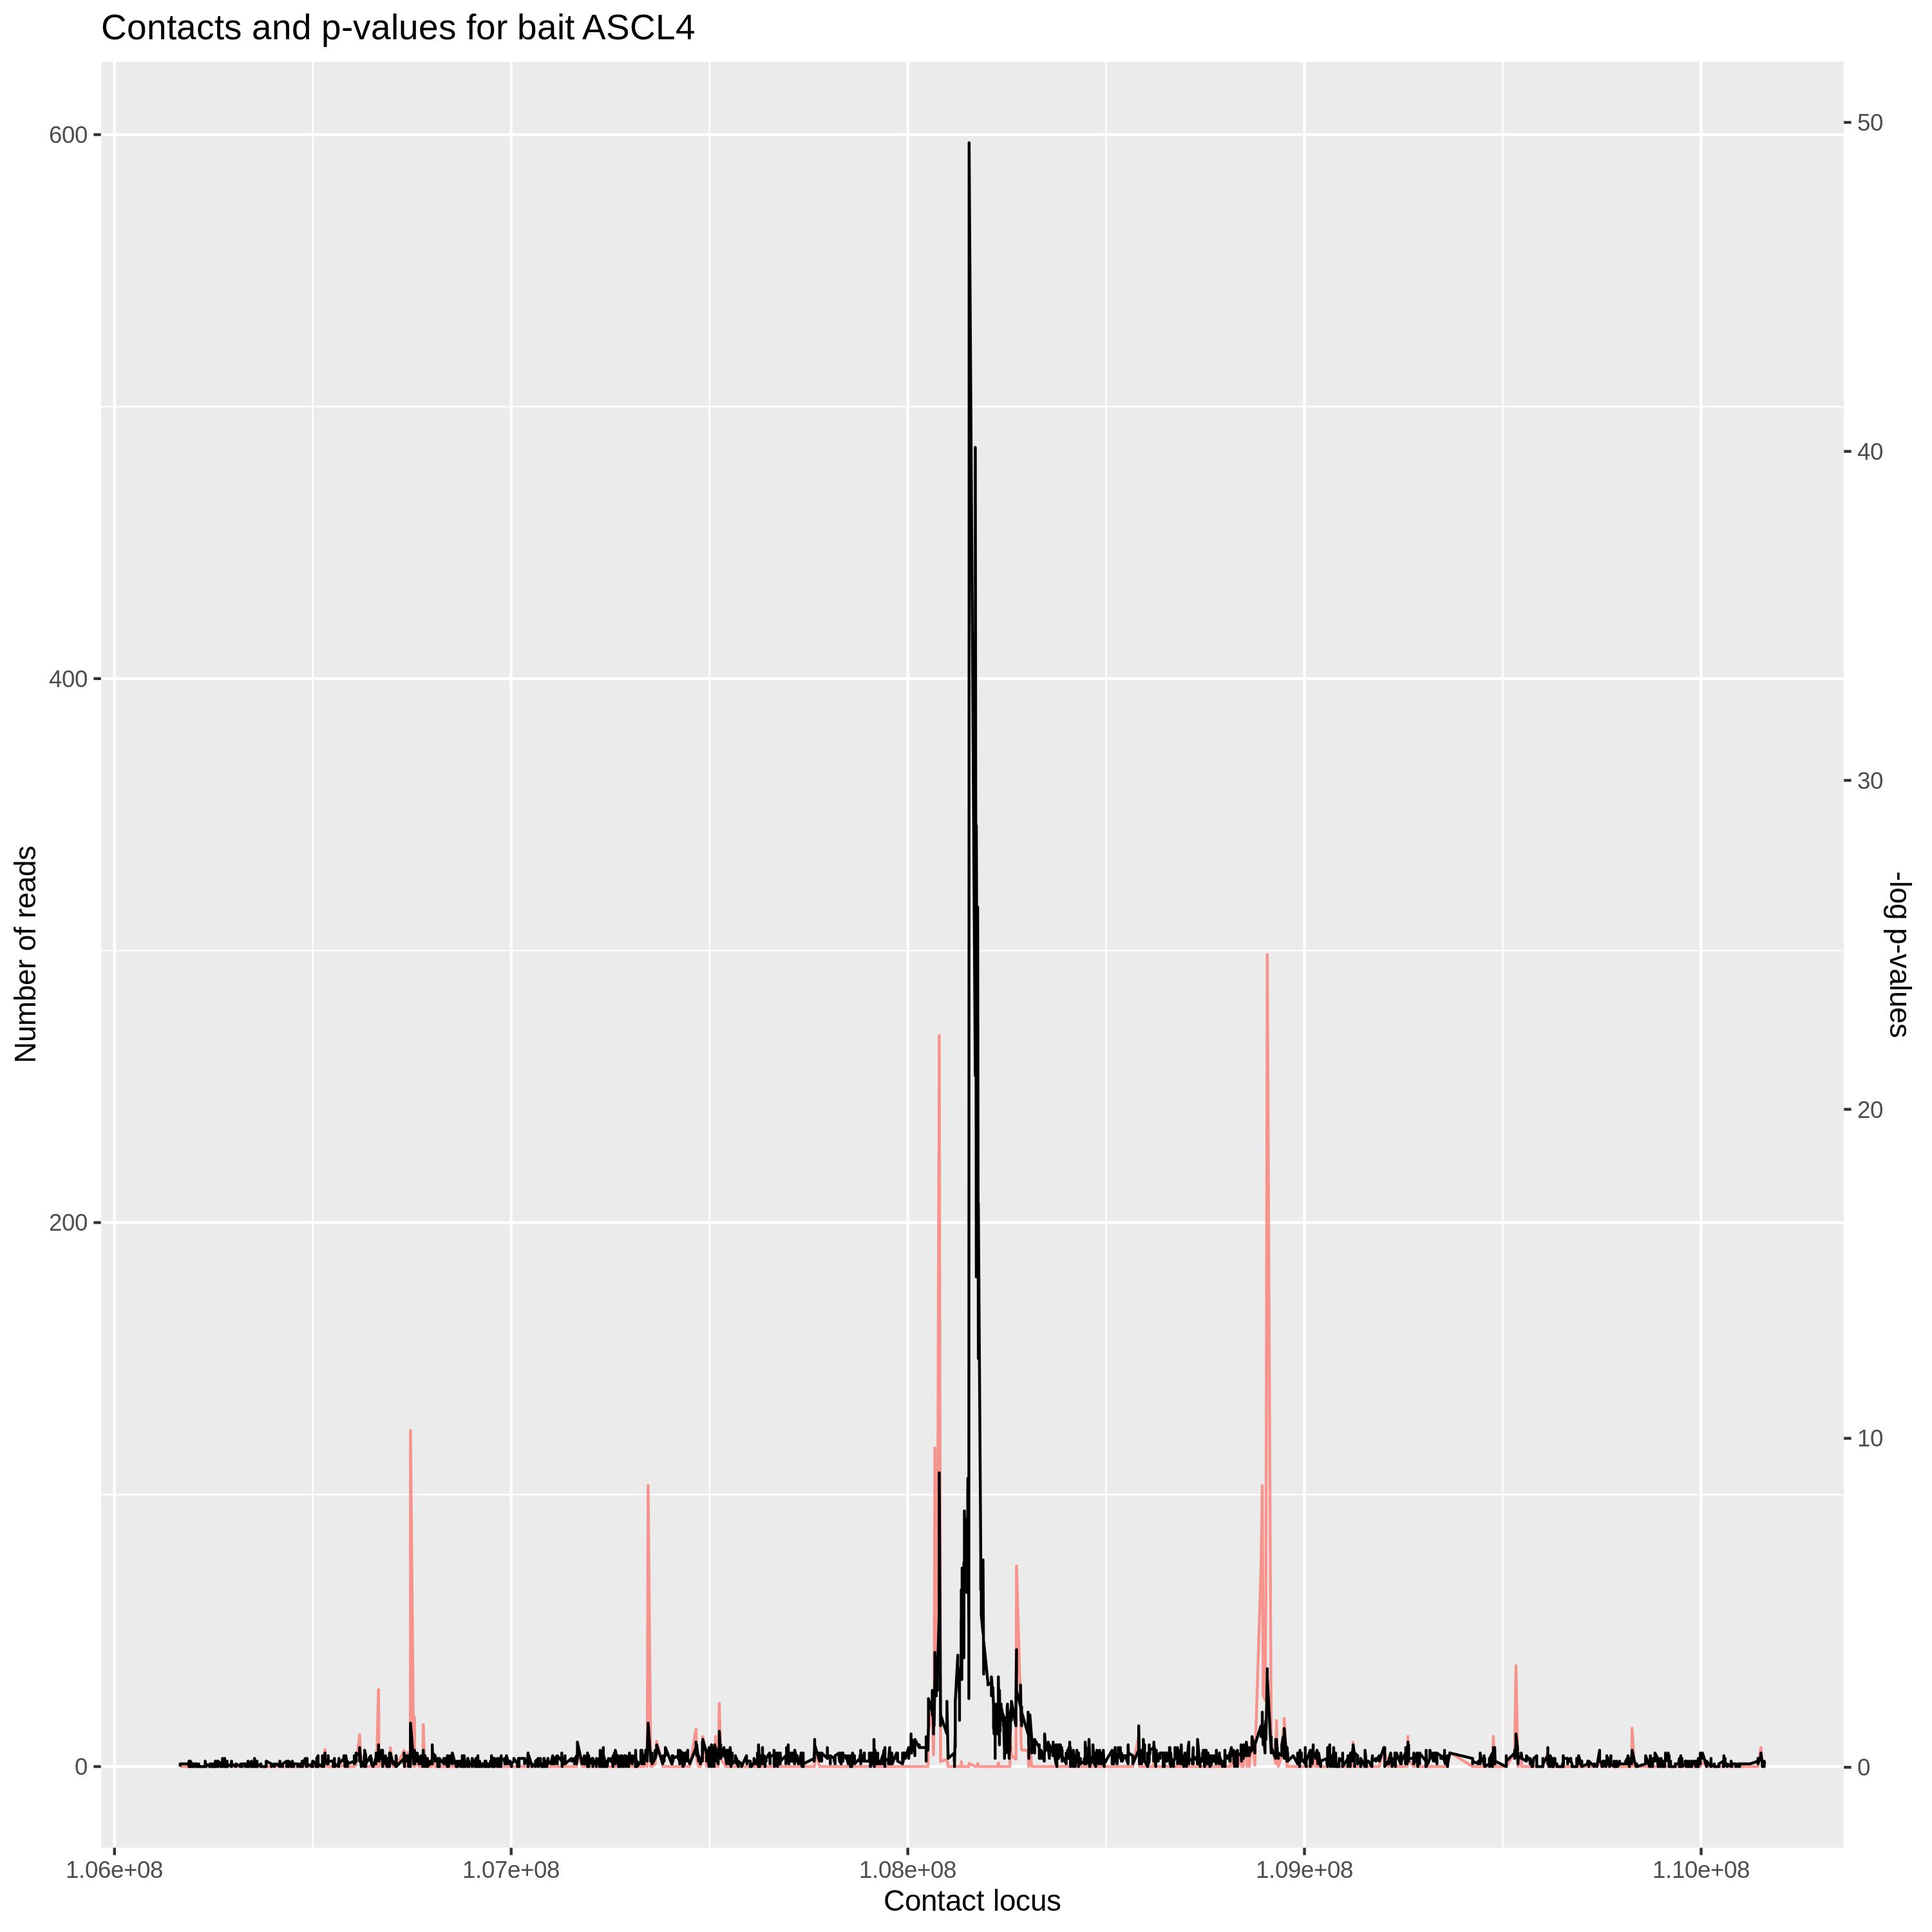 Contacts and p-values for bait ASCL4
600
400
200
0
Number of reads
50
40
30
20
10
0
-log p-values
1.06e+08
1.07e+08
1.08e+08
1.09e+08
1.10e+08
Contact locus